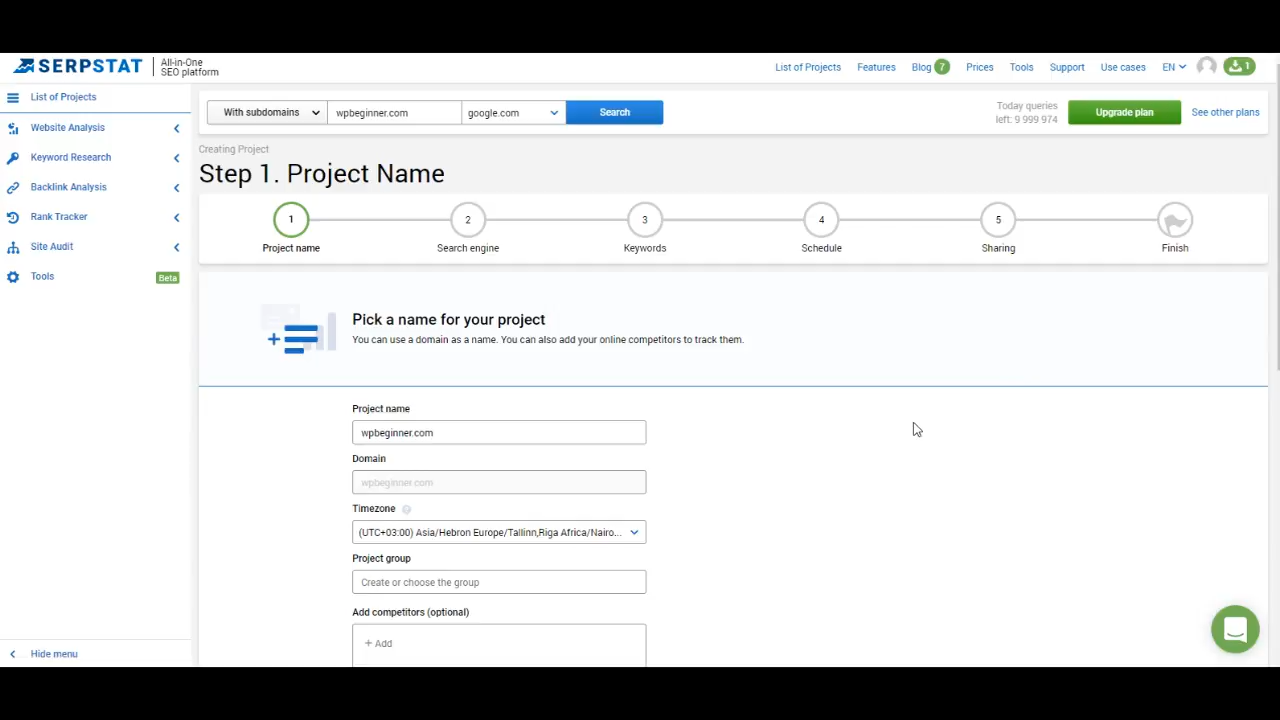 SERPSTAT
All-in-One
SEO platform
List of Projects
Features
Blog 7
Prices
Tools
Support
Use cases
EN
1
List of Projects
Website Analysis
Keyword Research
Backlink Analysis
Rank Tracker
Site Audit
Tools
Beta
Hide menu
With subdomains
wpbeginner.com
google.com
Search
Today queries
left: 9 999 974
Upgrade plan
See other plans
Creating Project
Step 1. Project Name
1
2
3
4
5
Project name
Search engine
Keywords
Schedule
Sharing
Finish
Pick a name for your project
You can use a domain as a name. You can also add your online competitors to track them.
Project name
wpbeginner.com
Domain
wpbeginner.com
Timezone ?
(UTC+03:00) Asia/Hebron Europe/Tallinn,Riga Africa/Nairo...
Project group
Create or choose the group
Add competitors (optional)
+ Add